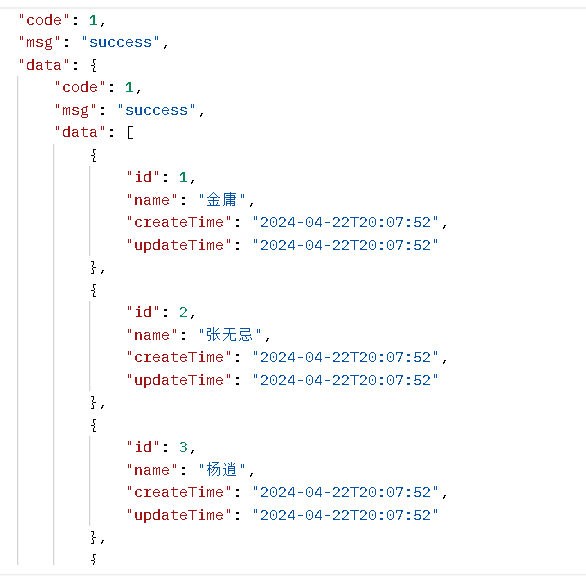 "code": 1,
"msg": "success",
"data": {
"code": 1,
"msg": "success",
"data": [
{
"id": 1,
"name": "金庸",
"createTime": "2024-04-22T20:07:52",
"updateTime": "2024-04-22T20:07:52"
},
{
"id": 2,
"name": "张无忌",
"createTime": "2024-04-22T20:07:52",
"updateTime": "2024-04-22T20:07:52"
},
{
"id": 3,
"name": "杨逍",
"createTime": "2024-04-22T20:07:52",
"updateTime": "2024-04-22T20:07:52"
},
{